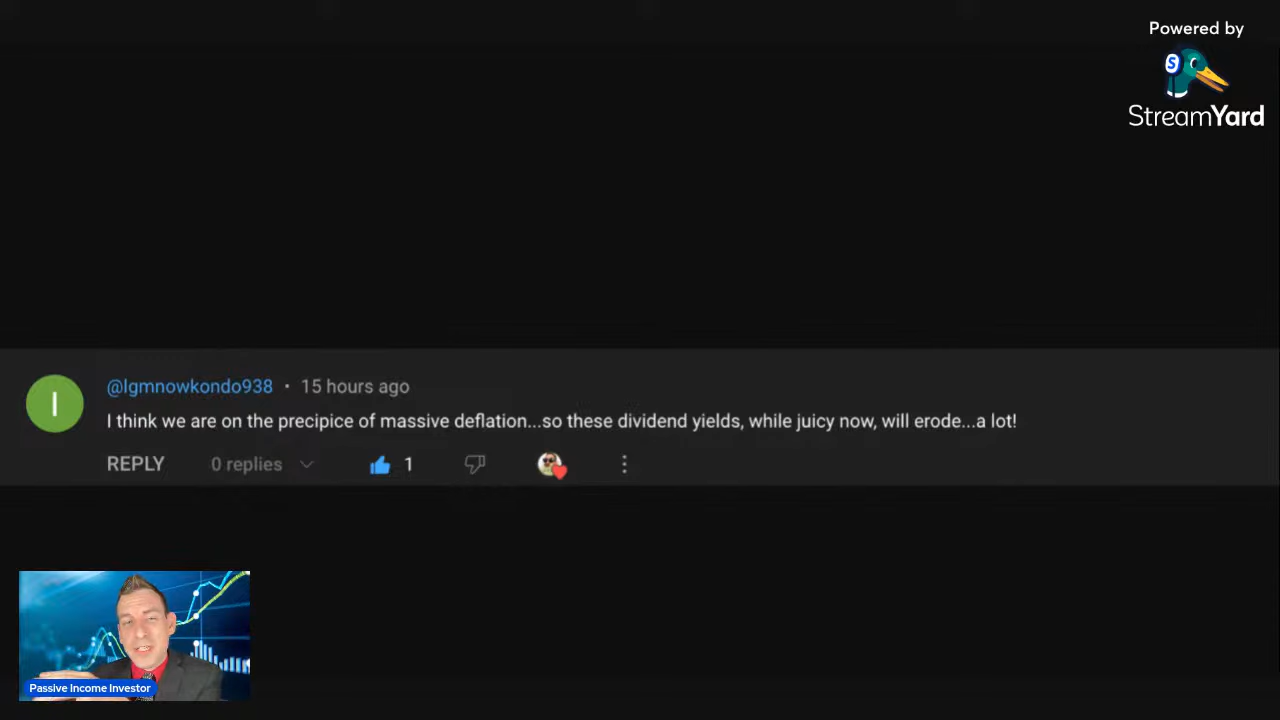 Powered by
S
StreamYard
@lgmnowkondo938 • 15 hours ago
I think we are on the precipice of massive deflation...so these dividend yields, while juicy now, will erode...a lot!
I
REPLY 0 replies 1
Passive Income Investor